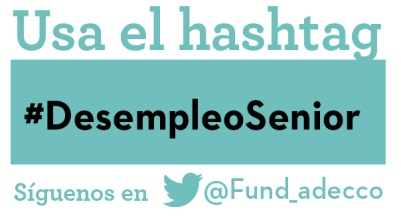 Usa el hashtag
#DesempleoSenior
Síguenos en @Fund_adecco